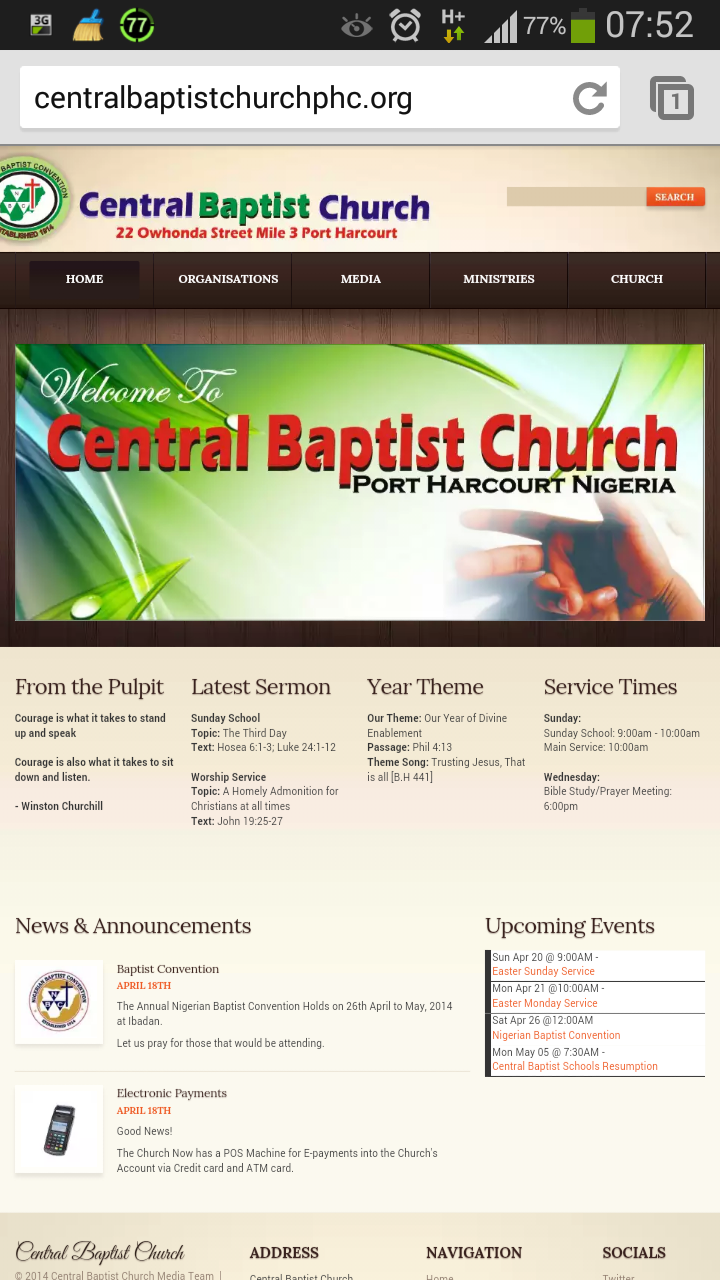 3G
77
H+
77%
07:52
centralbaptistchurchphc.org
1
BAPTIST CONVENTION
Central Baptist Church
22 Owhonda Street Mile 3 Port Harcourt
SEARCH
HOME
ORGANISATIONS
MEDIA
MINISTRIES
CHURCH
Welcome To
Central Baptist Church
PORT HARCOURT NIGERIA
From the Pulpit
Courage is what it takes to stand
up and speak
Courage is also what it takes to sit
down and listen.
- Winston Churchill
Latest Sermon
Sunday School
Topic: The Third Day
Text: Hosea 6:1-3; Luke 24:1-12
Worship Service
Topic: A Homely Admonition for
Christians at all times
Text: John 19:25-27
Year Theme
Our Theme: Our Year of Divine
Enablement
Passage: Phil 4:13
Theme Song: Trusting Jesus, That
is all [B.H 441]
Service Times
Sunday:
Sunday School: 9:00am - 10:00am
Main Service: 10:00am
Wednesday:
Bible Study/Prayer Meeting:
6:00pm
News & Announcements
NIGERIAN BAPTIST CONVENTION
Baptist Convention
APRIL 18TH
The Annual Nigerian Baptist Convention Holds on 26th April to May, 2014
at Ibadan.
Let us pray for those that would be attending.
Electronic Payments
APRIL 18TH
Good News!
The Church Now has a POS Machine for E-payments into the Church's
Account via Credit card and ATM card.
Upcoming Events
Sun Apr 20 @ 9:00AM -
Easter Sunday Service
Mon Apr 21 @10:00AM -
Easter Monday Service
Sat Apr 26 @12:00AM
Nigerian Baptist Convention
Mon May 05 @ 7:30AM -
Central Baptist Schools Resumption
Central Baptist Church
© 2014 Central Baptist Church Media Team |
ADDRESS
Central Baptist Church
NAVIGATION
Home
SOCIALS
Twitter